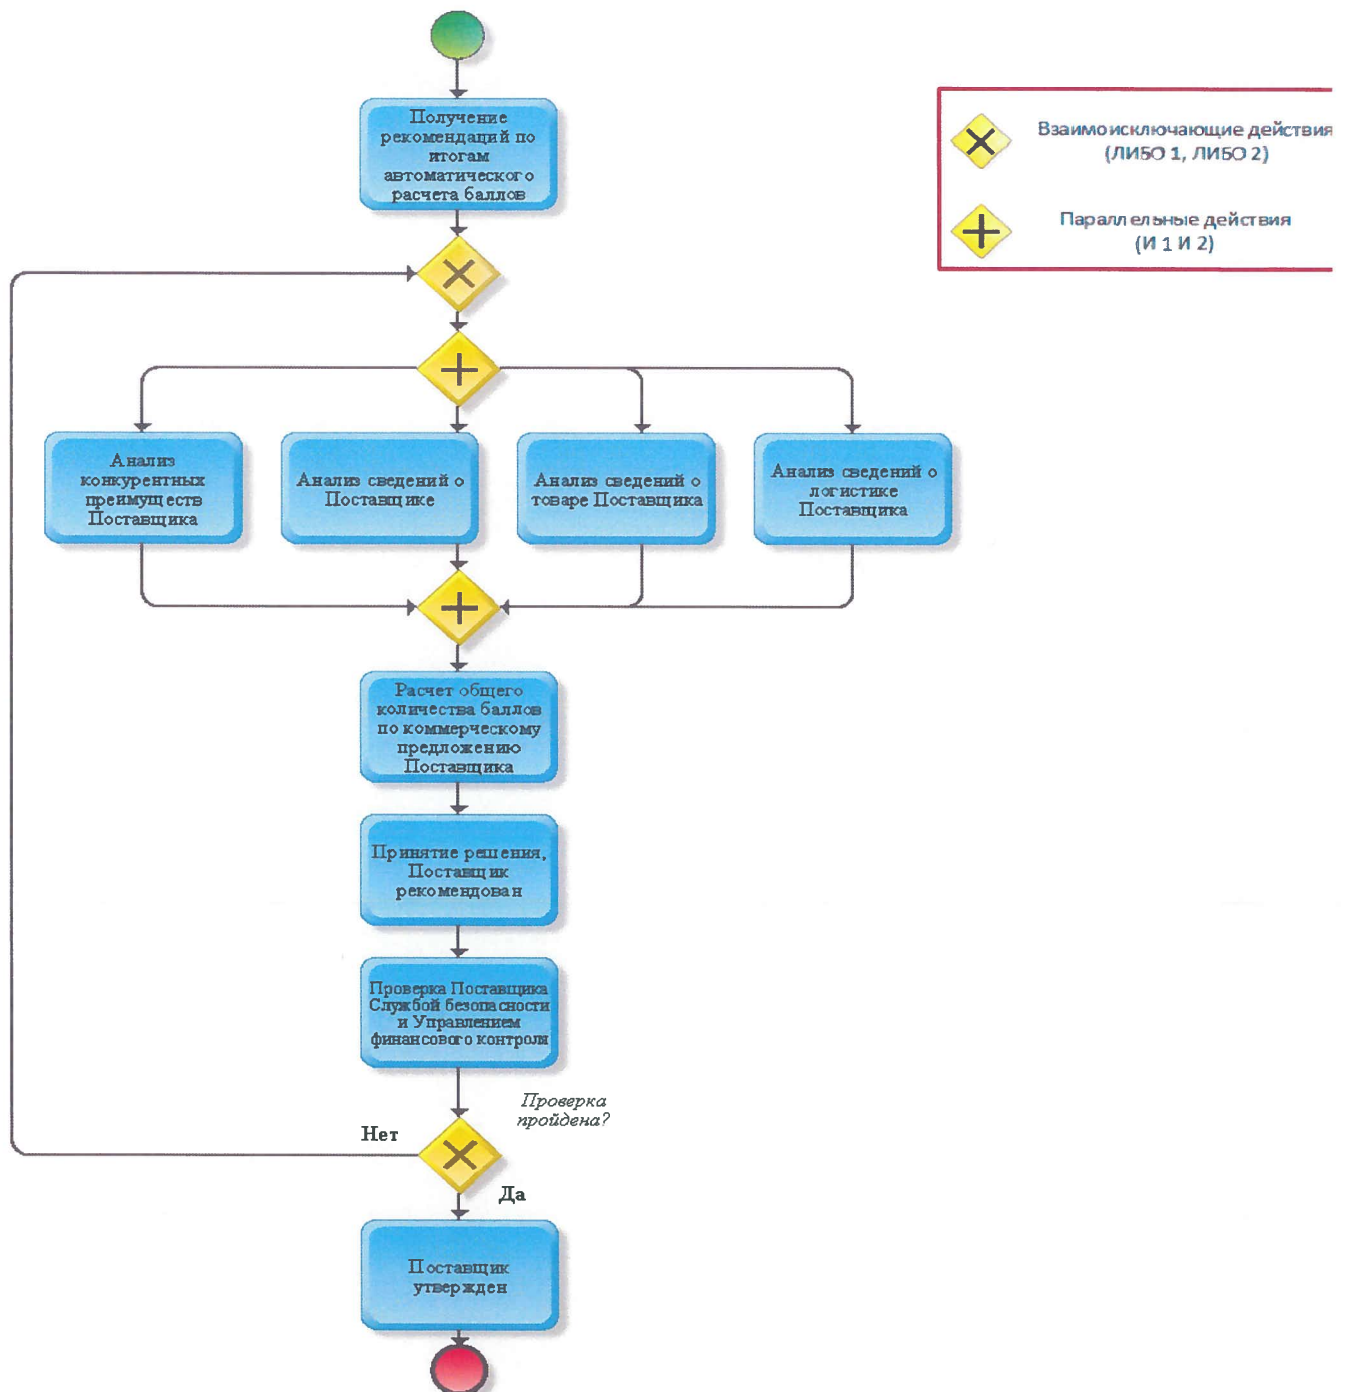 Получение
рекомендаций по
итогам
автоматического
расчета баллов
Взаимоисключающие действия
(ЛИБО 1, ЛИБО 2)
Параллельные действия
(И 1 И 2)
Анализ
конкурентных
преимуществ
Поставщика
Анализ сведений о
Поставщике
Анализ сведений о
товаре Поставщика
Анализ сведений о
логистике
Поставщика
Расчет общего
количества баллов
по коммерческому
предложению
Поставщика
Принятие решения,
Поставщик
рекомендован
Проверка Поставщика
Службой безопасности
и Управлением
финансового контроля
Проверка
пройдена?
Нет
Да
Поставщик
утвержден